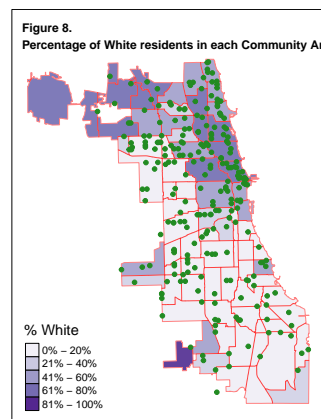 Figure 8.
Percentage of White residents in each Community Ar
% White
0% − 20%
21% − 40%
41% − 60%
61% − 80%
81% − 100%